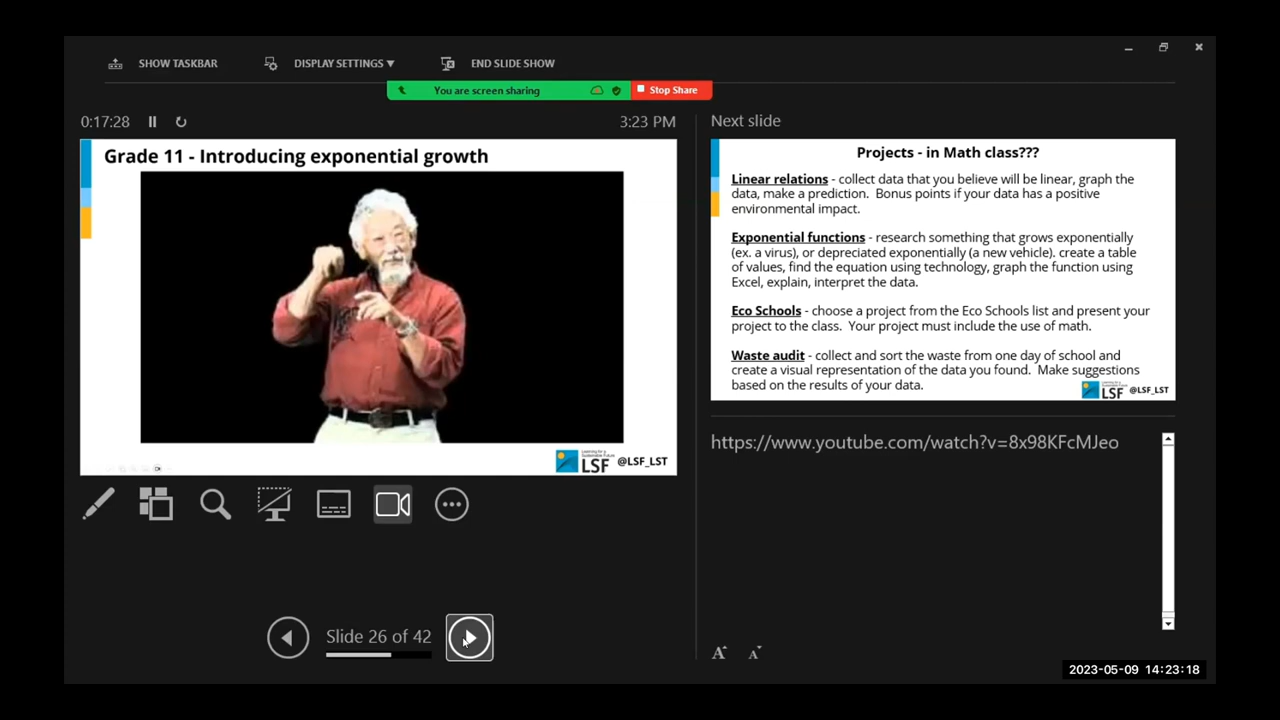 SHOW TASKBAR
DISPLAY SETTINGS ▼
END SLIDE SHOW
You are screen sharing
Stop Share
0:17:28
3:23 PM
Grade 11 - Introducing exponential growth
LSF
@LSF_LST
Slide 26 of 42
Next slide
Projects - in Math class???
Linear relations - collect data that you believe will be linear, graph the
data, make a prediction. Bonus points if your data has a positive
environmental impact.
Exponential functions - research something that grows exponentially
(ex. a virus), or depreciated exponentially (a new vehicle). create a table
of values, find the equation using technology, graph the function using
Excel, explain, interpret the data.
Eco Schools - choose a project from the Eco Schools list and present your
project to the class. Your project must include the use of math.
Waste audit - collect and sort the waste from one day of school and
create a visual representation of the data you found. Make suggestions
based on the results of your data.
LSF
@LSF_LST
https://www.youtube.com/watch?v=8x98KFcMJeo
A A
2023-05-09 14:23:18